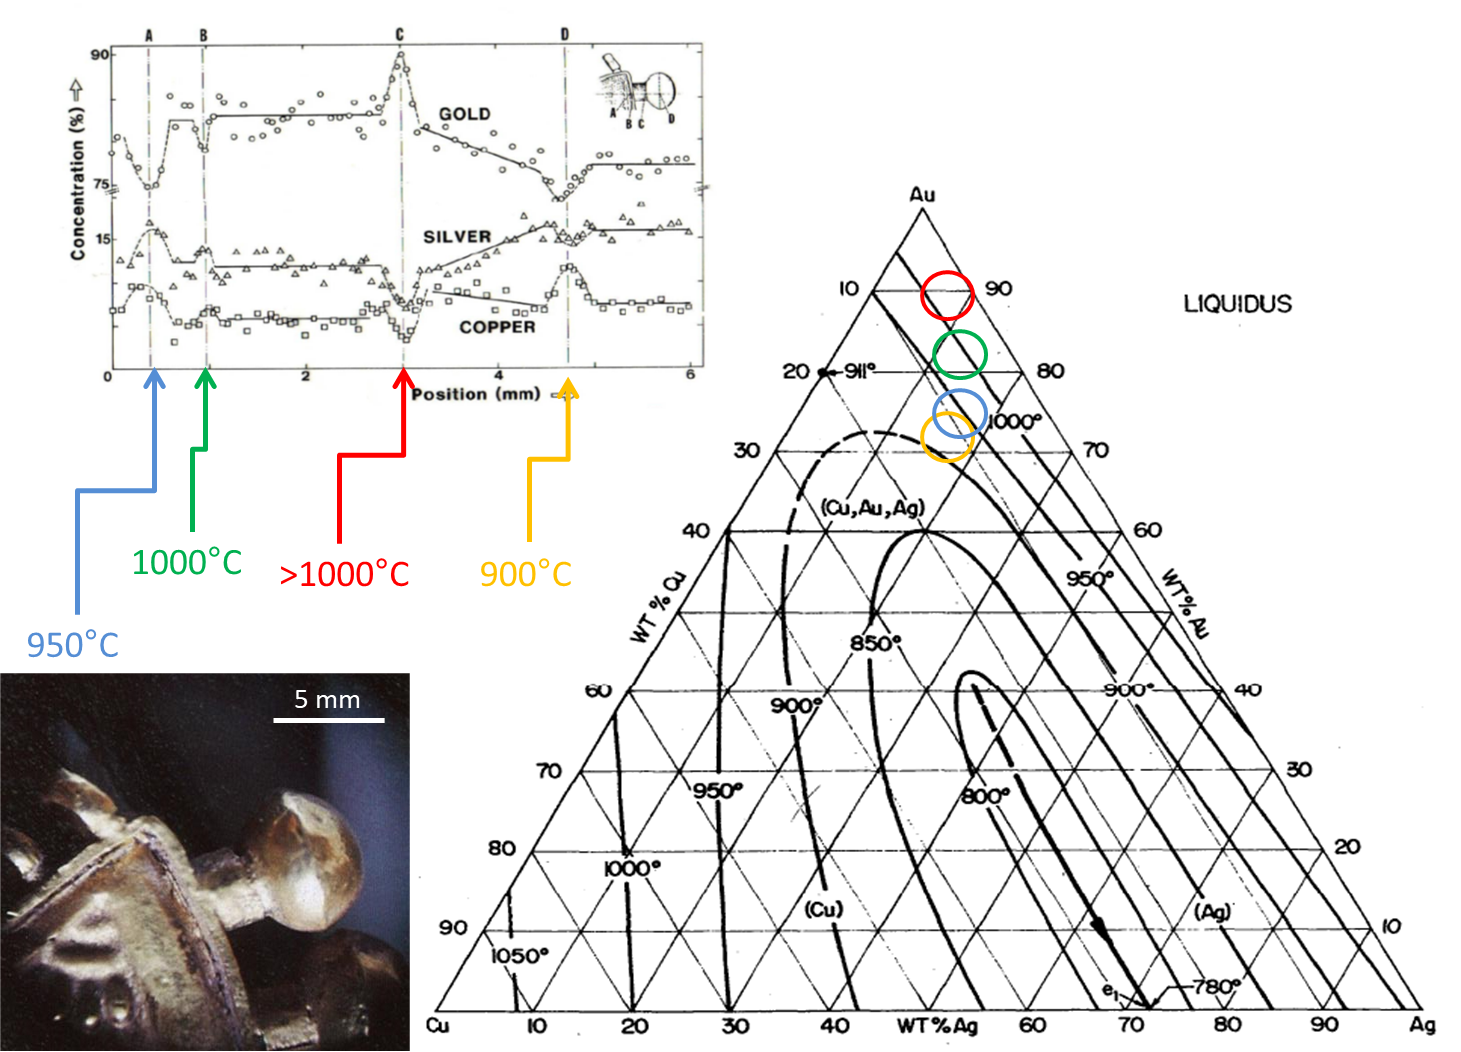 A B C D
90
75
15
Concentration (%)
GOLD
SILVER
COPPER
A B C D
0 2 4 6
Position (mm)
950°C
1000°C
>1000°C
900°C
5 mm
LIQUIDUS
Au
10 90
20 911° 80
1000°
30 70
(Cu,Au,Ag)
40 60
950°
WT % Cu
WT % Au
850°
60 900° 40
900°
70 30
950° 800°
80 20
1000°
(Cu) (Ag)
90 10
1050°
e₁ 780°
Cu 10 20 30 40 WT % Ag 60 70 80 90 Ag